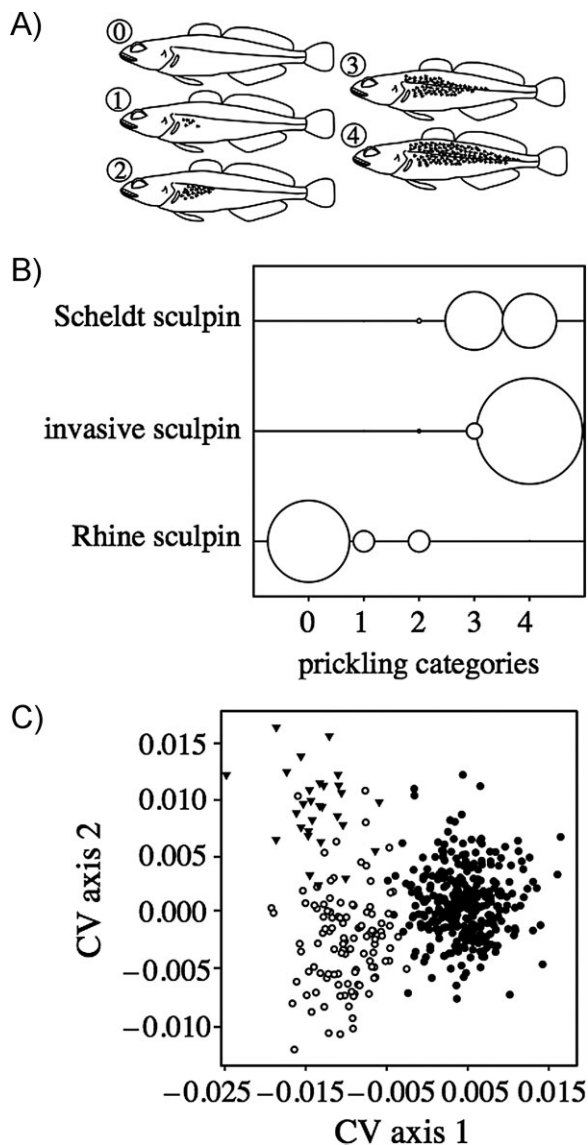 A)
0
1
2
3
4
B)
Scheldt sculpin
invasive sculpin
Rhine sculpin
0 1 2 3 4
prickling categories
C)
0.015
0.010
0.005
0.000
−0.005
−0.010
CV axis 2
−0.025 −0.015 −0.005 0.005 0.015
CV axis 1